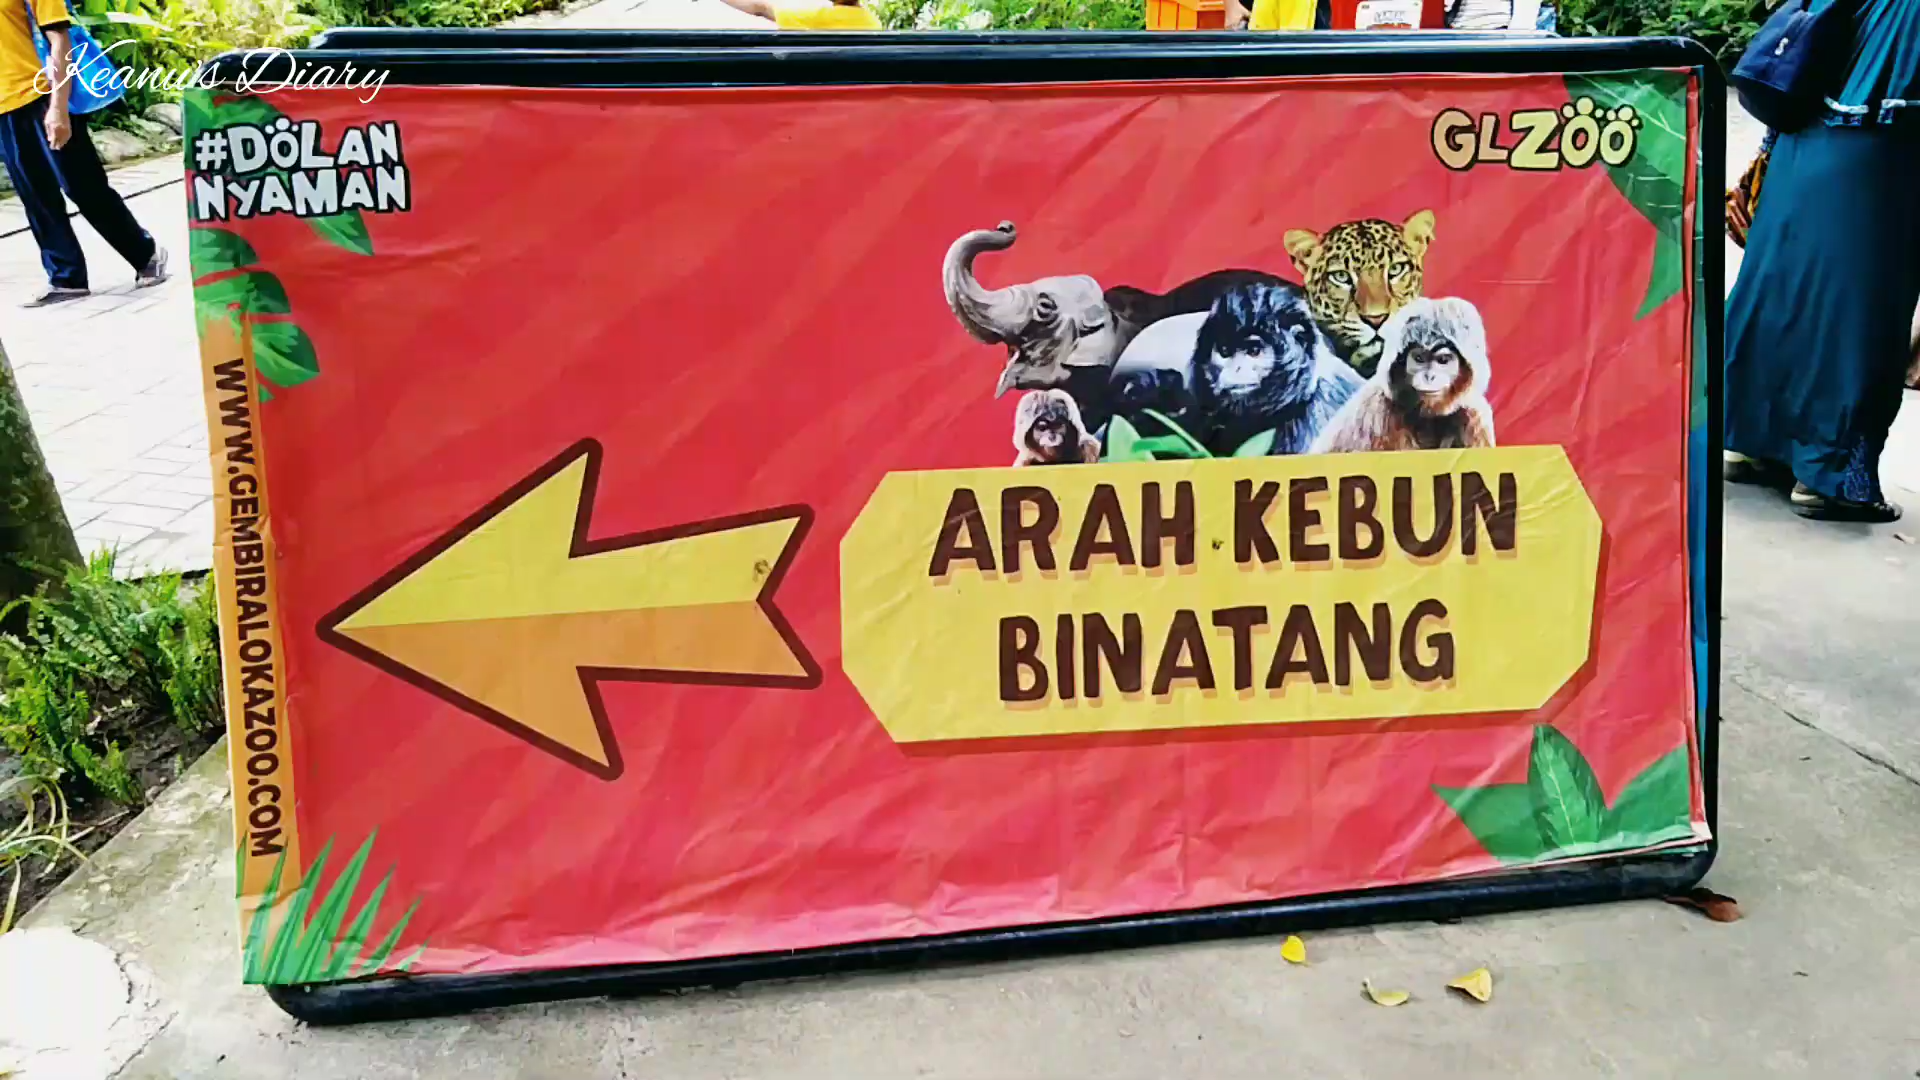 Keanu's Diary
#DOLAN
NYAMAN
GLZOO
WWW.GEMBIRALOKAZOO.COM
ARAH KEBUN
BINATANG